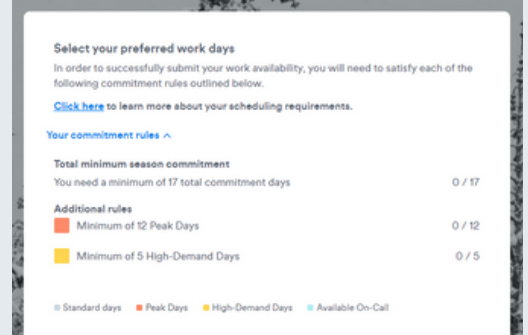 Select your preferred work days
In order to successfully submit your work availability, you will need to satisfy each of the
following commitment rules outlined below.
Click here to learn more about your scheduling requirements.
Your commitment rules ^
Total minimum season commitment
You need a minimum of 17 total commitment days 0 / 17
Additional rules
Minimum of 12 Peak Days 0 / 12
Minimum of 5 High-Demand Days 0 / 5
Standard days Peak Days High-Demand Days Available On-Call